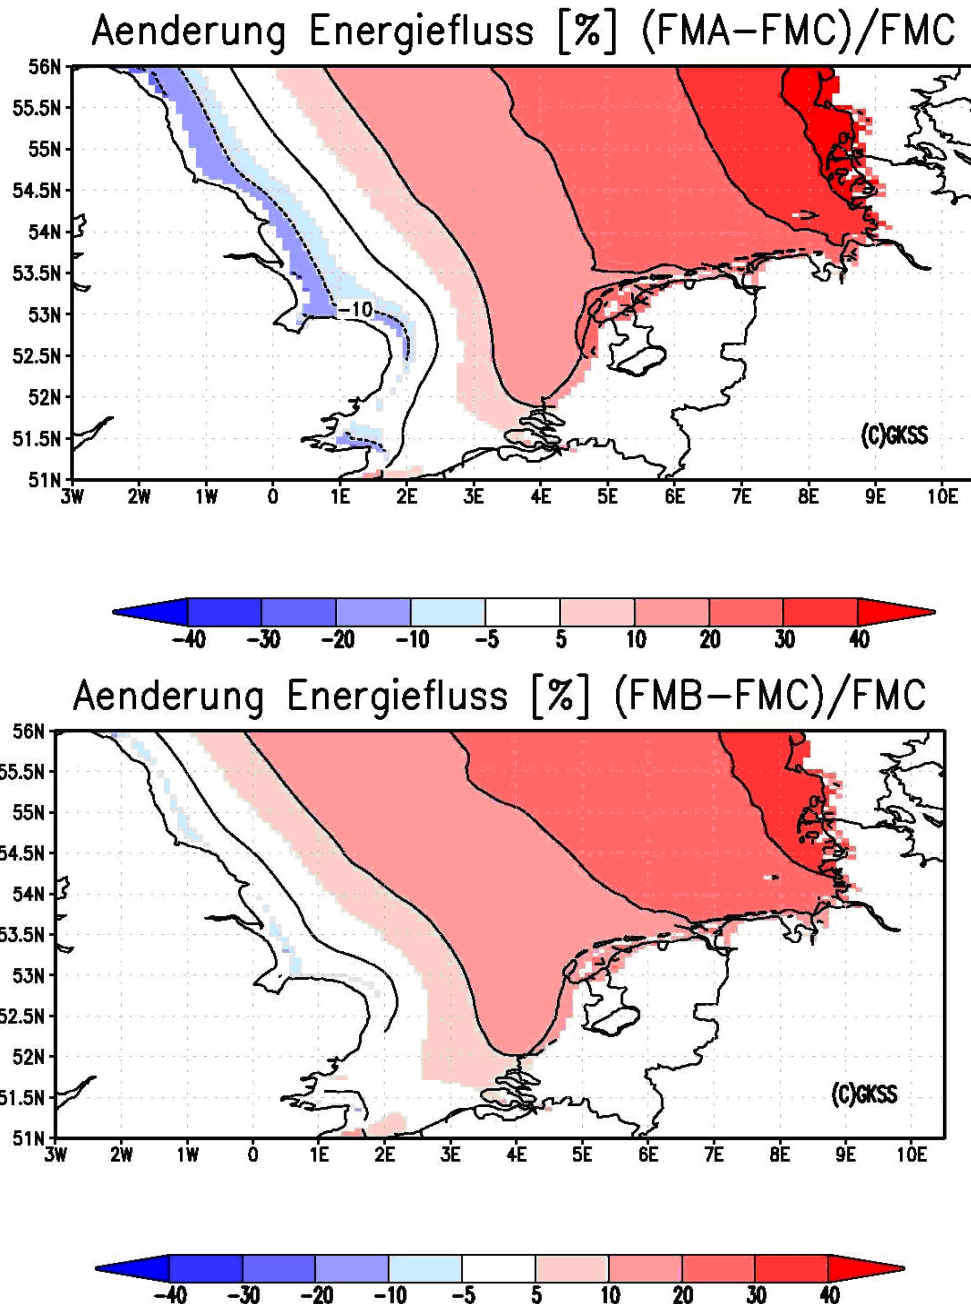 Aenderung Energiefluss [%] (FMA-FMC)/FMC
56N
55.5N
55N
54.5N
54N
53.5N
53N
52.5N
52N
51.5N
51N
-10
(C)GKSS
3W 2W 1W 0 1E 2E 3E 4E 5E 6E 7E 8E 9E 10E
-40 -30 -20 -10 -5 5 10 20 30 40
Aenderung Energiefluss [%] (FMB-FMC)/FMC
56N
55.5N
55N
54.5N
54N
53.5N
53N
52.5N
52N
51.5N
51N
(C)GKSS
3W 2W 1W 0 1E 2E 3E 4E 5E 6E 7E 8E 9E 10E
-40 -30 -20 -10 -5 5 10 20 30 40